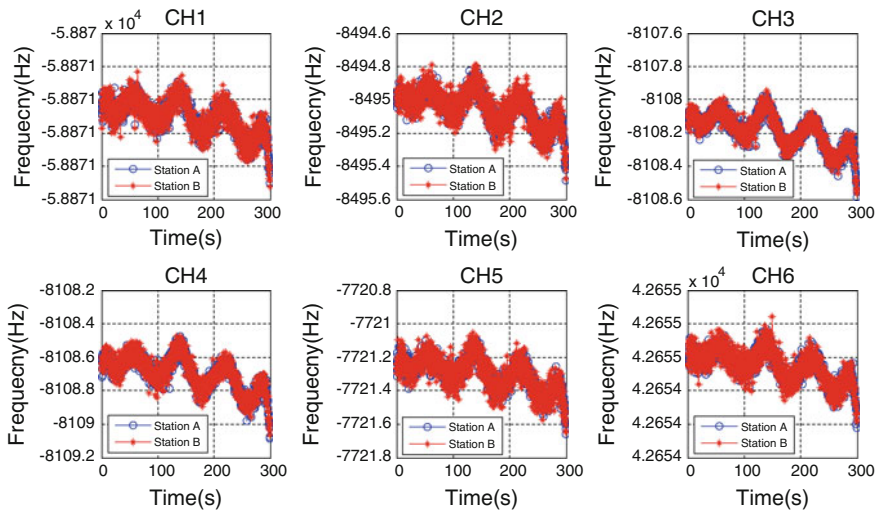 CH1
x 10^4
-5.887
-5.8871
-5.8871
-5.8871
-5.8871
-5.8871
Frequecny(Hz)
Station A
Station B
0 100 200 300
Time(s)
CH2
-8494.6
-8494.8
-8495
-8495.2
-8495.4
-8495.6
Frequecny(Hz)
Station A
Station B
0 100 200 300
Time(s)
CH3
-8107.6
-8107.8
-8108
-8108.2
-8108.4
-8108.6
Frequecny(Hz)
Station A
Station B
0 100 200 300
Time(s)
CH4
-8108.2
-8108.4
-8108.6
-8108.8
-8109
-8109.2
Frequecny(Hz)
Station A
Station B
0 100 200 300
Time(s)
CH5
-7720.8
-7721
-7721.2
-7721.4
-7721.6
-7721.8
Frequecny(Hz)
Station A
Station B
0 100 200 300
Time(s)
CH6
x 10^4
4.2655
4.2655
4.2655
4.2654
4.2654
4.2654
Frequecny(Hz)
Station A
Station B
0 100 200 300
Time(s)